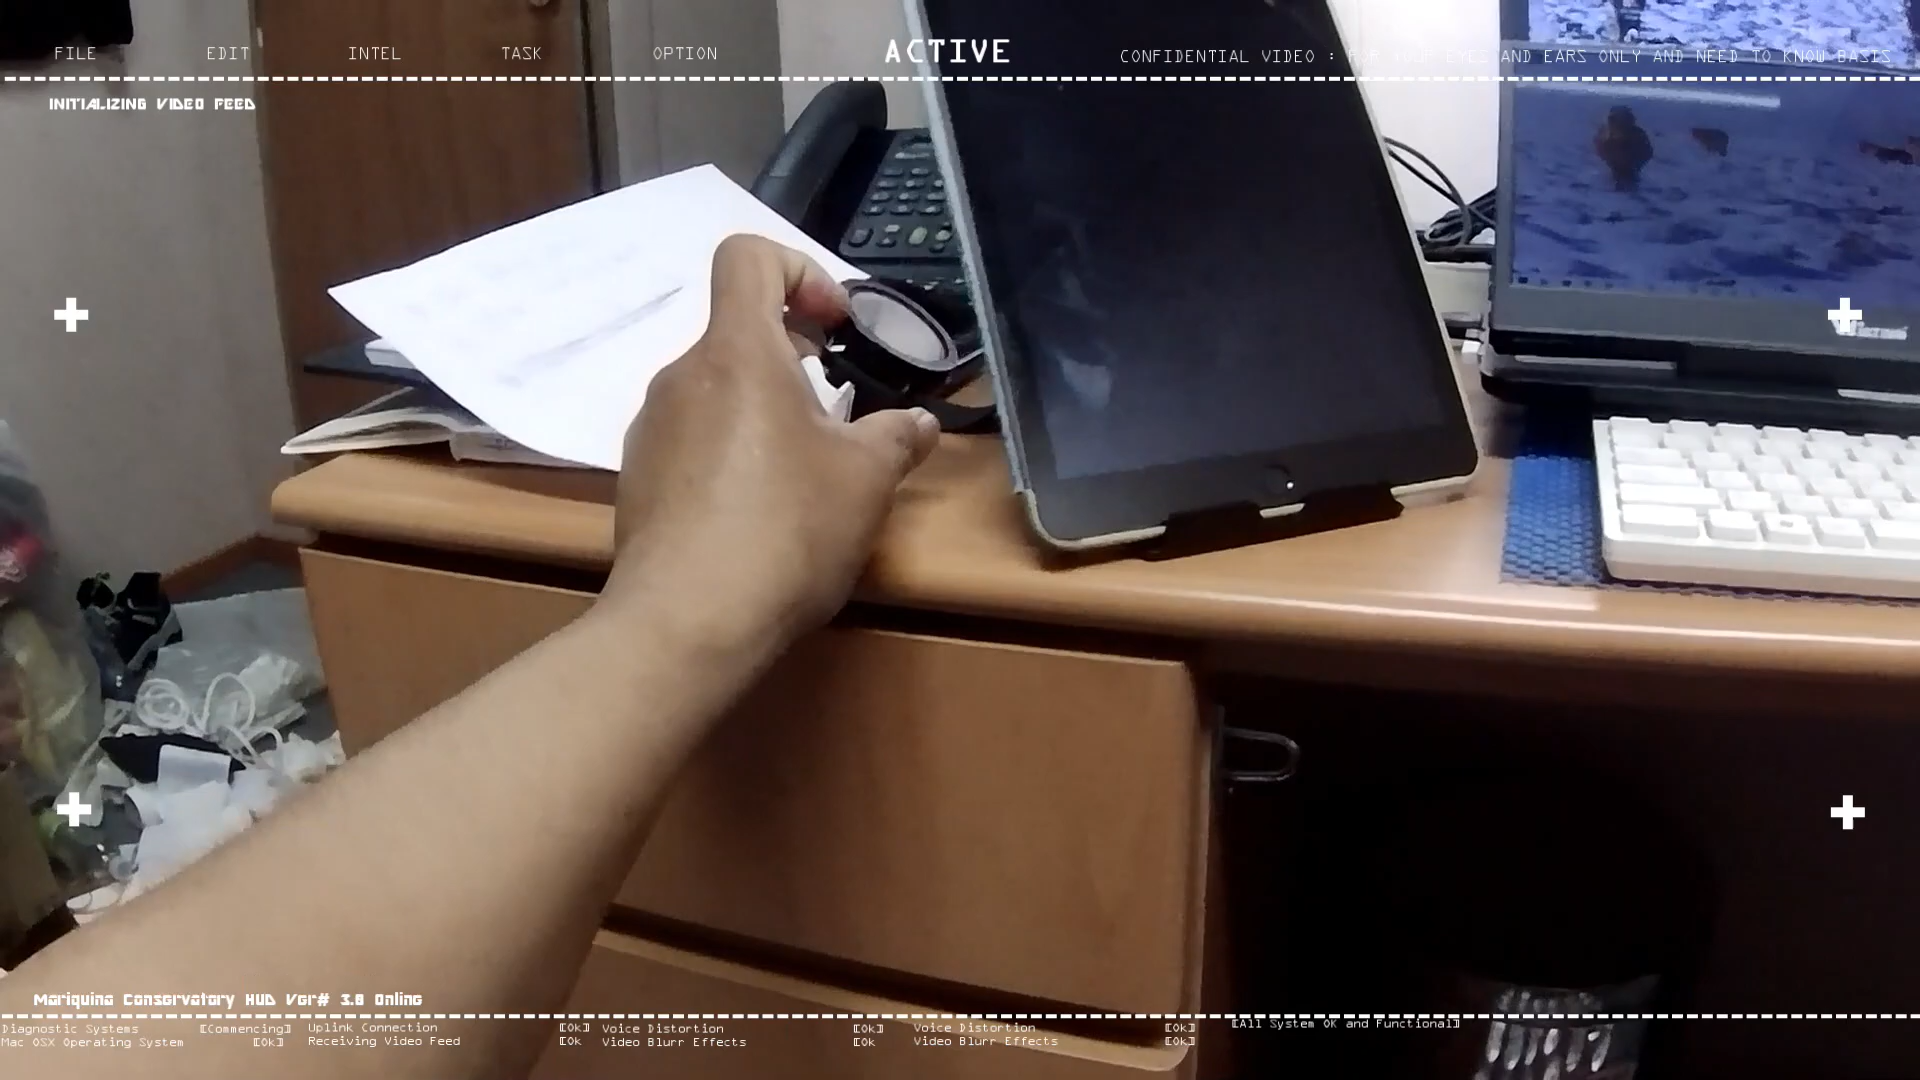 FILE EDIT INTEL TASK OPTION ACTIVE CONFIDENTIAL VIDEO : FOR YOUR EYES AND EARS ONLY AND NEED TO KNOW BASIS
INITIALIZING VIDEO FEED
Mariquina Conservatory HUD Ver# 3.0 Online
Diagnostic Systems [Commencing] Uplink Connection [Ok] Voice Distortion [Ok] Voice Distortion [Ok] [All System OK and Functional]
Mac OSX Operating System [Ok] Receiving Video Feed [Ok Video Blurr Effects [Ok Video Blurr Effects [Ok]